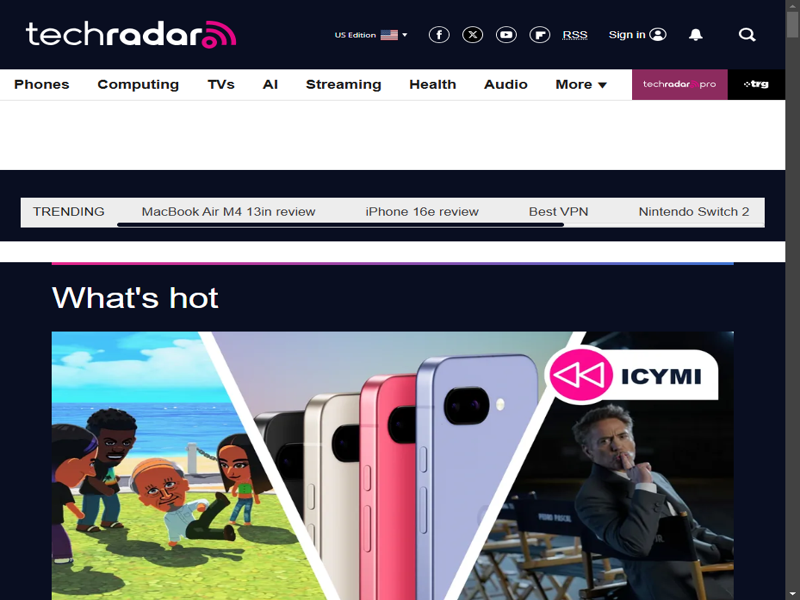 techradar
US Edition
RSS
Sign in
Phones
Computing
TVs
AI
Streaming
Health
Audio
More
techradar pro
trg
TRENDING
MacBook Air M4 13in review
iPhone 16e review
Best VPN
Nintendo Switch 2
What's hot
ICYMI